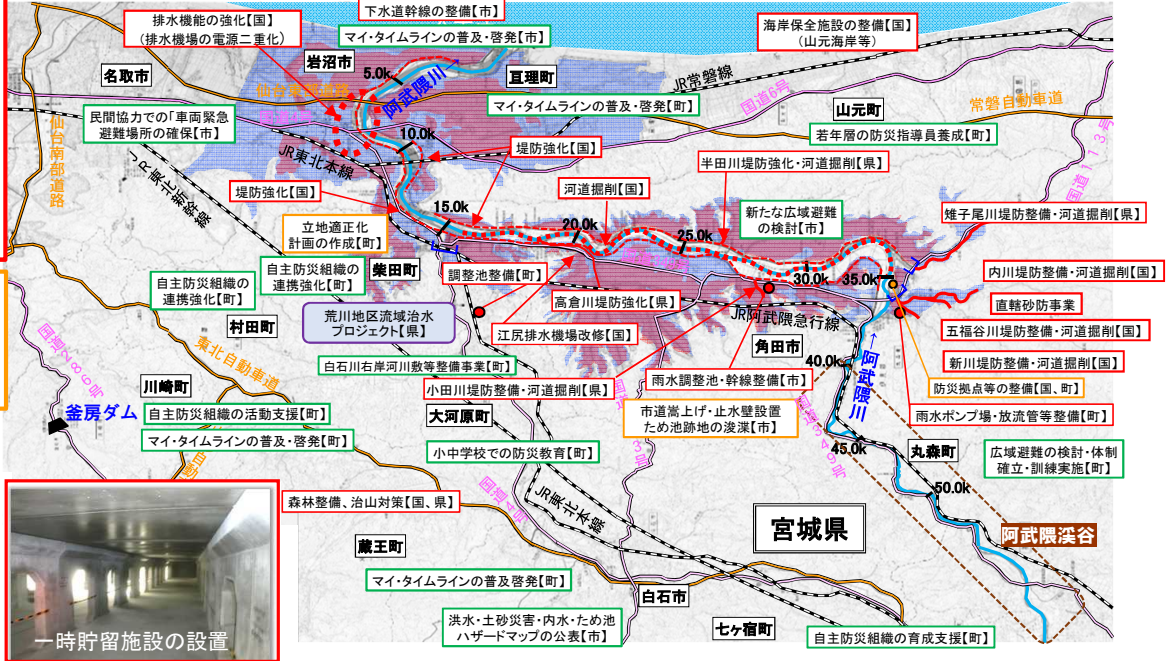 下水道幹線の整備【市】
排水機能の強化【国】
(排水機場の電源二重化)
マイ・タイムラインの普及・啓発【市】
海岸保全施設の整備【国】
(山元海岸等)
岩沼市
名取市
5.0k
亘理町
阿武隈川→
JR常磐線
国道6号
マイ・タイムラインの普及・啓発【町】
山元町
常磐自動車道
国道113号
民間協力での「車両緊急
避難場所の確保【市】
若年層の防災指導員養成【町】
仙台南部道路
10.0k
JR東北本線
JR東北新幹線
堤防強化【国】
半田川堤防強化・河道掘削【県】
堤防強化【国】
河道掘削【国】
15.0k
20.0k
25.0k
新たな広域避難
の検討【市】
雉子尾川堤防整備・河道掘削【県】
立地適正化
計画の作成【町】
柴田町
自主防災組織の
連携強化【町】
自主防災組織の
連携強化【町】
調整池整備【町】
30.0k
35.0k
内川堤防整備・河道掘削【国】
高倉川堤防強化【県】
直轄砂防事業
荒川地区流域治水
プロジェクト【県】
江尻排水機場改修【国】
JR阿武隈急行線
五福谷川堤防整備・河道掘削【国】
村田町
国道286号
東北自動車道
角田市
新川堤防整備・河道掘削【国】
白石川右岸河川敷等整備事業【町】
40.0k
←阿武隈川
川崎町
小田川堤防整備・河道掘削【県】
雨水調整池・幹線整備【市】
防災拠点等の整備【国、町】
釜房ダム
自主防災組織の活動支援【町】
大河原町
市道嵩上げ・止水壁設置
ため池跡地の浚渫【市】
国道349号
雨水ポンプ場・放流管等整備【町】
マイ・タイムラインの普及・啓発【町】
小中学校での防災教育【町】
45.0k
丸森町
広域避難の検討・体制
確立・訓練実施【町】
国道4号
JR東北本線
50.0k
森林整備、治山対策【国、県】
宮城県
阿武隈渓谷
蔵王町
マイ・タイムラインの普及啓発【町】
白石市
洪水・土砂災害・内水・ため池
ハザードマップの公表【市】
七ヶ宿町
自主防災組織の育成支援【町】
一時貯留施設の設置